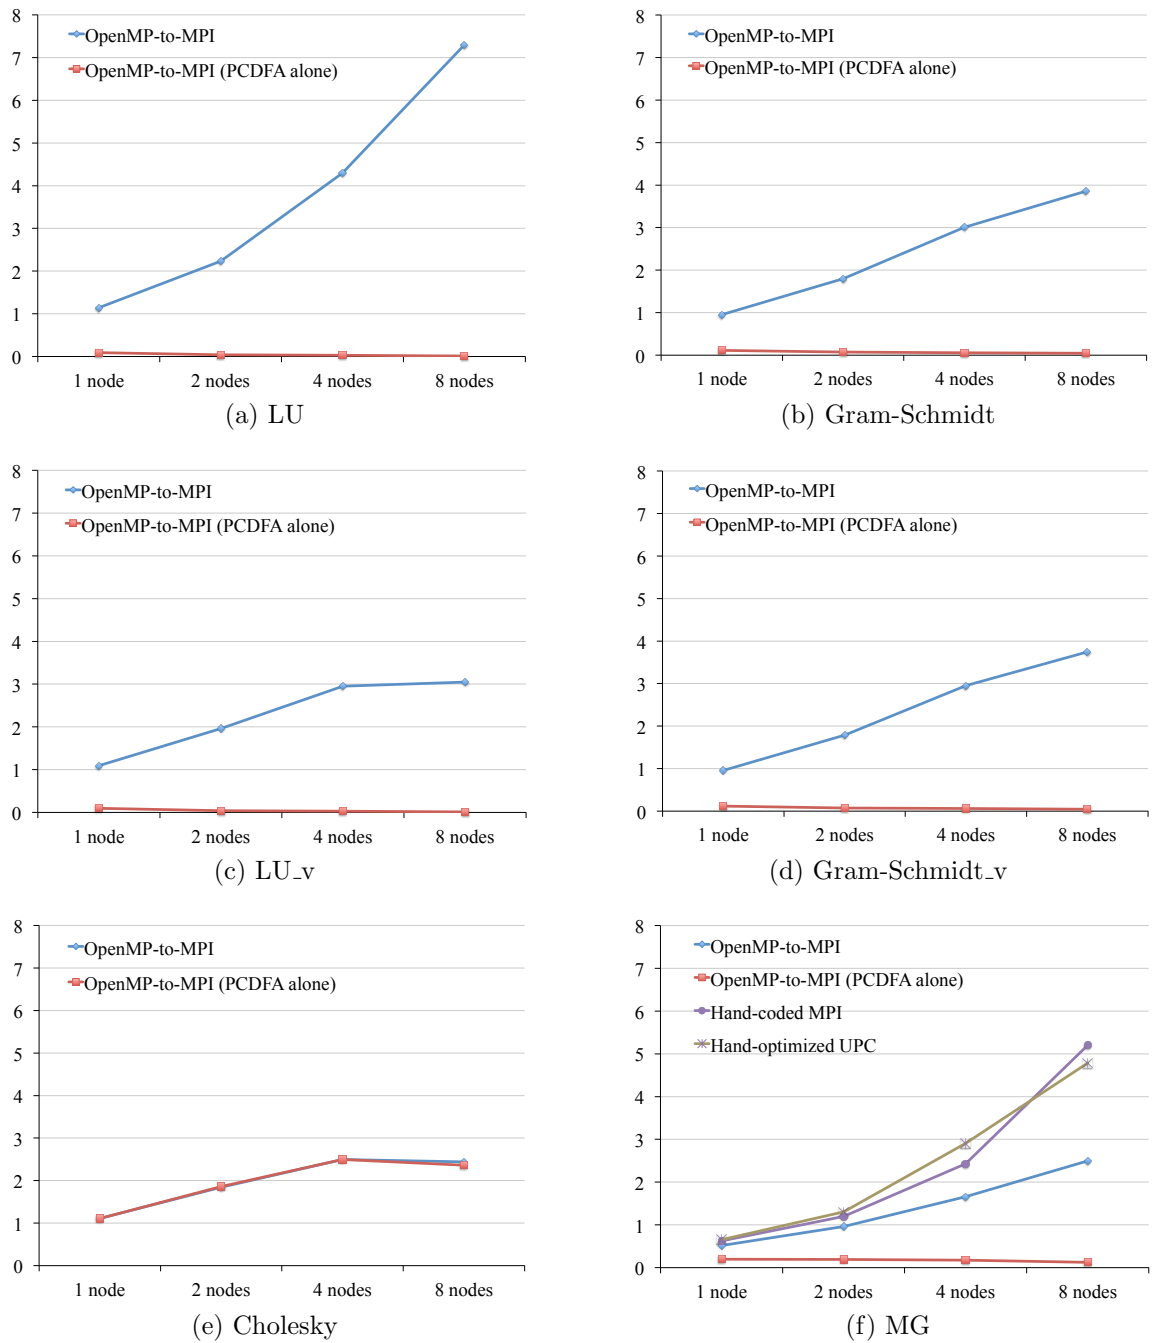 8
7
6
5
4
3
2
1
0
OpenMP-to-MPI
OpenMP-to-MPI (PCDFA alone)
1 node 2 nodes 4 nodes 8 nodes
(a) LU
8
7
6
5
4
3
2
1
0
OpenMP-to-MPI
OpenMP-to-MPI (PCDFA alone)
1 node 2 nodes 4 nodes 8 nodes
(b) Gram-Schmidt
8
7
6
5
4
3
2
1
0
OpenMP-to-MPI
OpenMP-to-MPI (PCDFA alone)
1 node 2 nodes 4 nodes 8 nodes
(c) LU_v
8
7
6
5
4
3
2
1
0
OpenMP-to-MPI
OpenMP-to-MPI (PCDFA alone)
1 node 2 nodes 4 nodes 8 nodes
(d) Gram-Schmidt_v
8
7
6
5
4
3
2
1
0
OpenMP-to-MPI
OpenMP-to-MPI (PCDFA alone)
1 node 2 nodes 4 nodes 8 nodes
(e) Cholesky
8
7
6
5
4
3
2
1
0
OpenMP-to-MPI
OpenMP-to-MPI (PCDFA alone)
Hand-coded MPI
Hand-optimized UPC
1 node 2 nodes 4 nodes 8 nodes
(f) MG